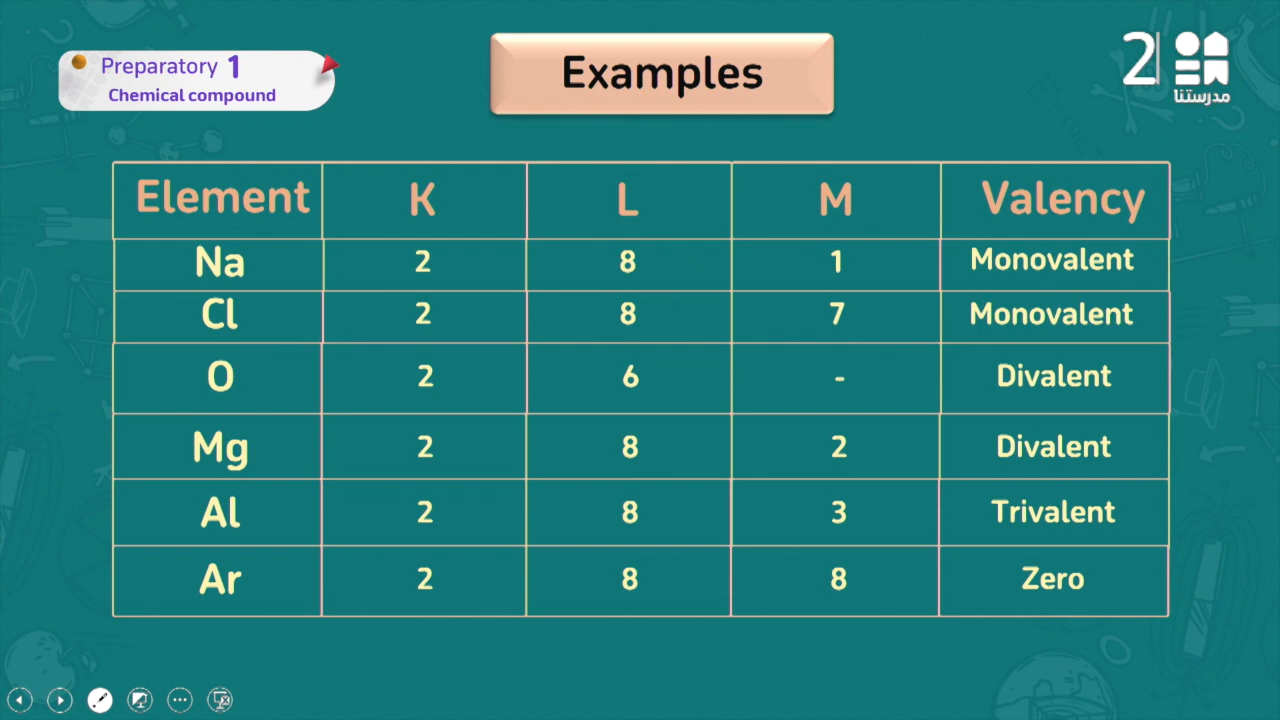 Preparatory 1
Chemical compound
Examples
2
مدرستنا
Element K L M Valency
Na 2 8 1 Monovalent
Cl 2 8 7 Monovalent
O 2 6 - Divalent
Mg 2 8 2 Divalent
Al 2 8 3 Trivalent
Ar 2 8 8 Zero